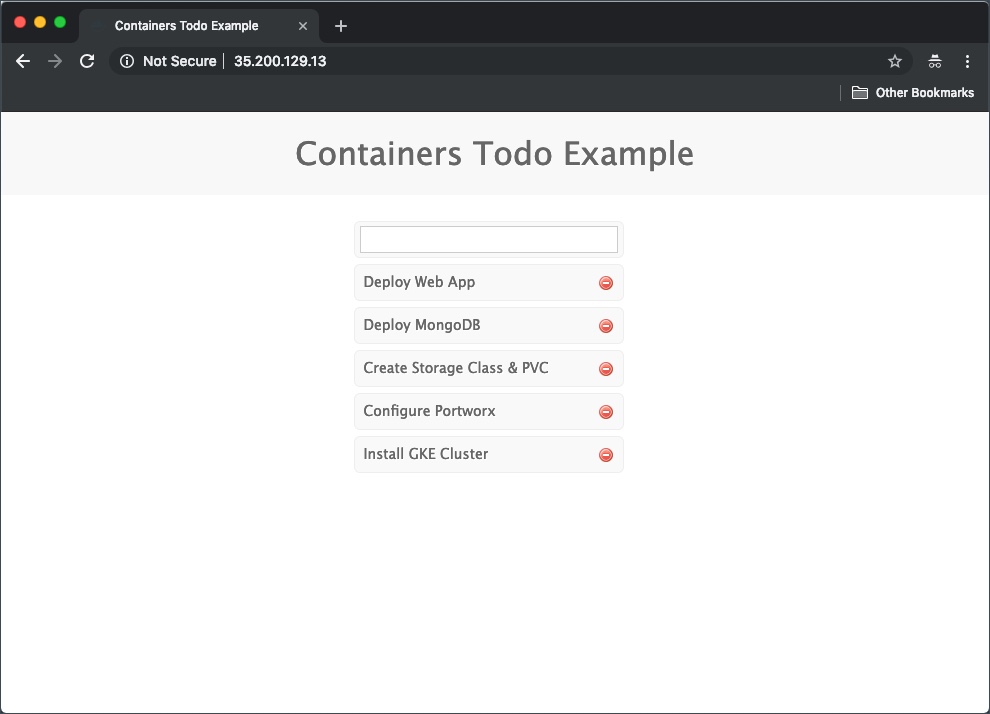 Containers Todo Example
Not Secure 35.200.129.13
Other Bookmarks
Containers Todo Example
Deploy Web App
Deploy MongoDB
Create Storage Class & PVC
Configure Portworx
Install GKE Cluster